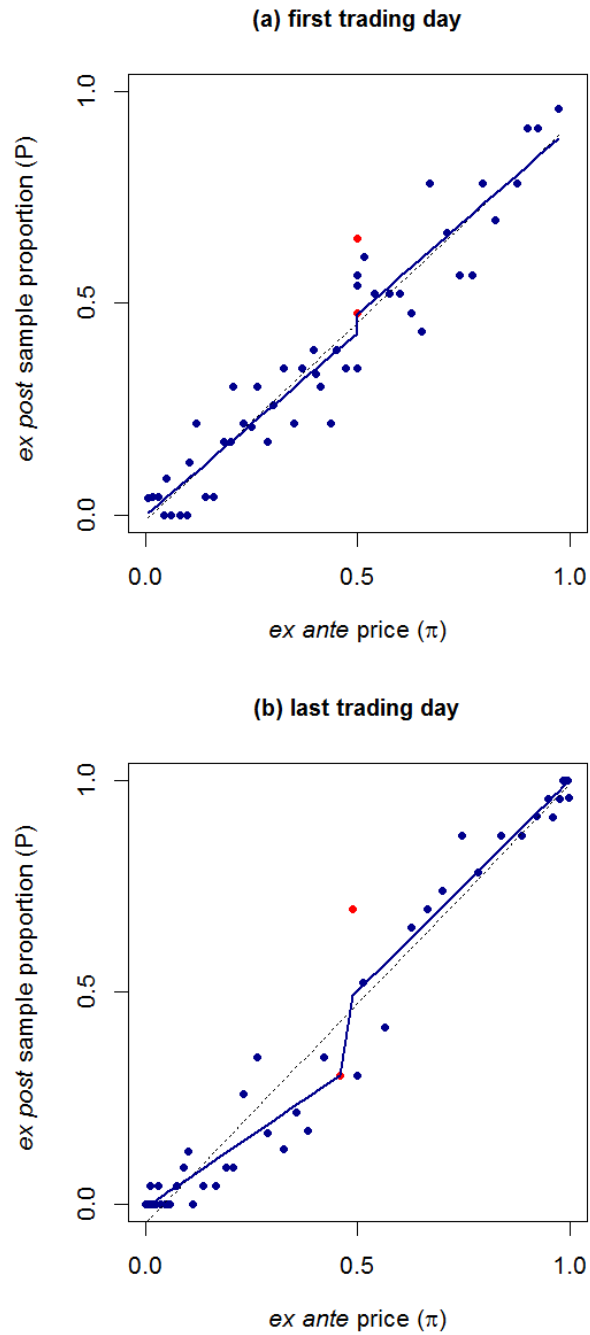 (a) first trading day
1.0
0.5
0.0
ex post sample proportion (P)
0.0 0.5 1.0
ex ante price (π)
(b) last trading day
1.0
0.5
0.0
ex post sample proportion (P)
0.0 0.5 1.0
ex ante price (π)